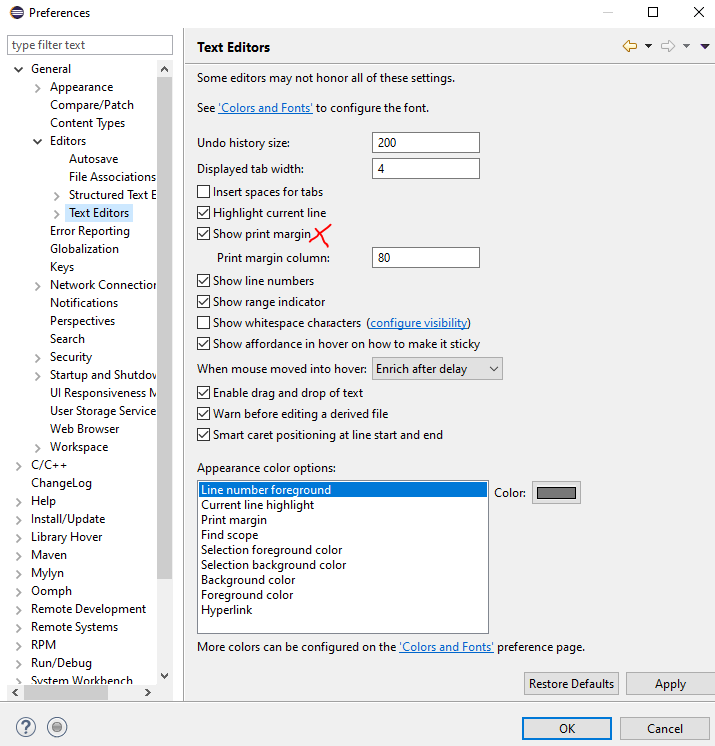 Preferences
type filter text
General
Appearance
Compare/Patch
Content Types
Editors
Autosave
File Associations
Structured Text E
Text Editors
Error Reporting
Globalization
Keys
Network Connection
Notifications
Perspectives
Search
Security
Startup and Shutdov
UI Responsiveness M
User Storage Service
Web Browser
Workspace
C/C++
ChangeLog
Help
Install/Update
Library Hover
Maven
Mylyn
Oomph
Remote Development
Remote Systems
RPM
Run/Debug
System Workbench
Text Editors
Some editors may not honor all of these settings.
See 'Colors and Fonts' to configure the font.
Undo history size: 200
Displayed tab width: 4
Insert spaces for tabs
Highlight current line
Show print margin
Print margin column: 80
Show line numbers
Show range indicator
Show whitespace characters (configure visibility)
Show affordance in hover on how to make it sticky
When mouse moved into hover: Enrich after delay
Enable drag and drop of text
Warn before editing a derived file
Smart caret positioning at line start and end
Appearance color options:
Line number foreground
Current line highlight
Print margin
Find scope
Selection foreground color
Selection background color
Background color
Foreground color
Hyperlink
Color:
More colors can be configured on the 'Colors and Fonts' preference page.
Restore Defaults
Apply
OK
Cancel